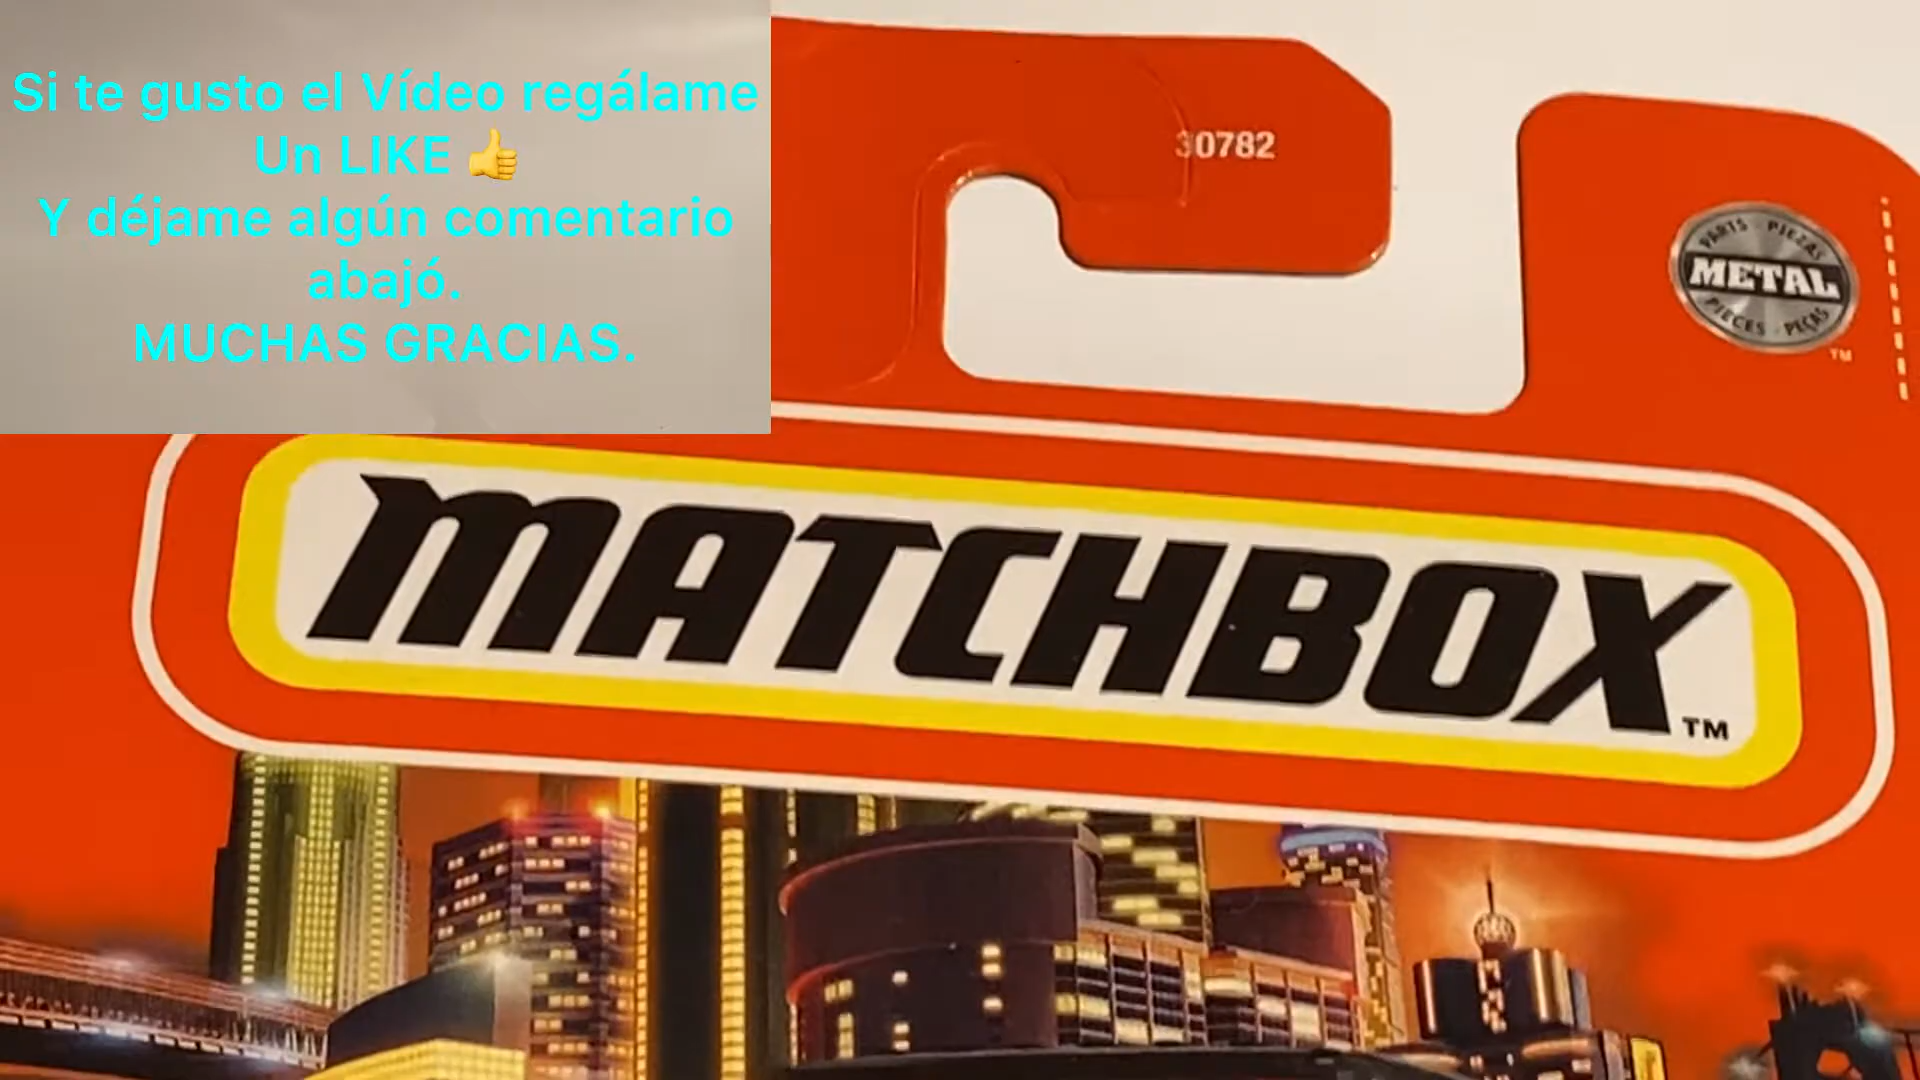 Si te gusto el Vídeo regálame
Un LIKE 👍
Y déjame algún comentario
abajó.
MUCHAS GRACIAS.
30782
PARTS · PIEZAS
METAL
PIECES · PEÇAS
TM
MATCHBOX
TM